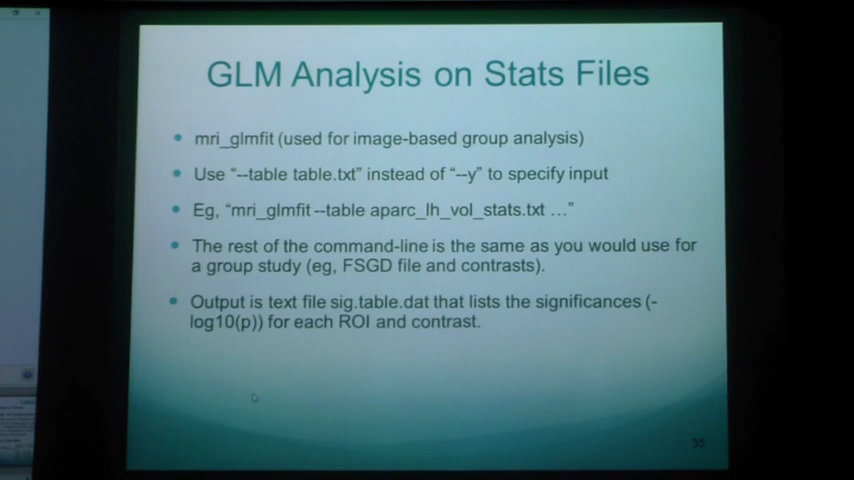 GLM Analysis on Stats Files
• mri_glmfit (used for image-based group analysis)
• Use “--table table.txt” instead of “--y” to specify input
• Eg, “mri_glmfit --table aparc_lh_vol_stats.txt …”
• The rest of the command-line is the same as you would use for
a group study (eg, FSGD file and contrasts).
• Output is text file sig.table.dat that lists the significances (-
log10(p)) for each ROI and contrast.
35